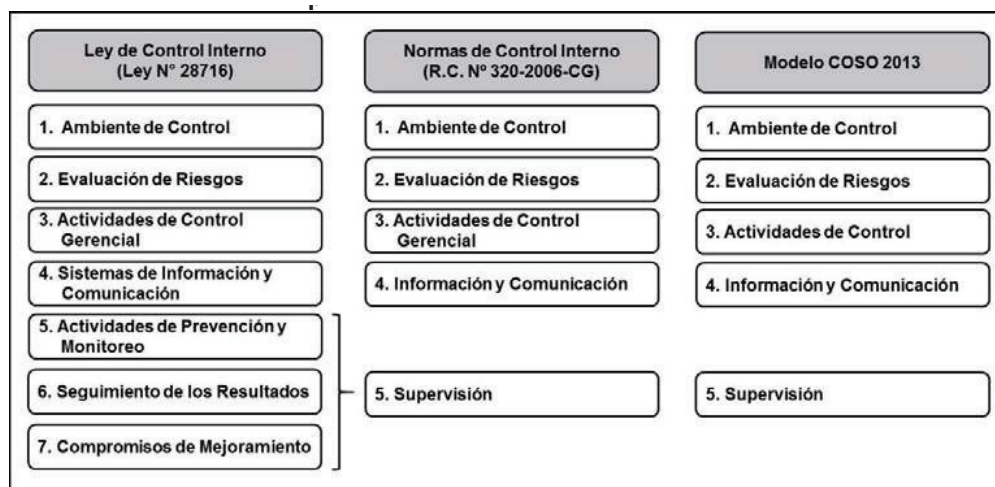 Ley de Control Interno
(Ley N° 28716)
1. Ambiente de Control
2. Evaluación de Riesgos
3. Actividades de Control
Gerencial
4. Sistemas de Información y
Comunicación
5. Actividades de Prevención y
Monitoreo
6. Seguimiento de los Resultados
7. Compromisos de Mejoramiento
Normas de Control Interno
(R.C. Nº 320-2006-CG)
1. Ambiente de Control
2. Evaluación de Riesgos
3. Actividades de Control
Gerencial
4. Información y Comunicación
5. Supervisión
Modelo COSO 2013
1. Ambiente de Control
2. Evaluación de Riesgos
3. Actividades de Control
4. Información y Comunicación
5. Supervisión